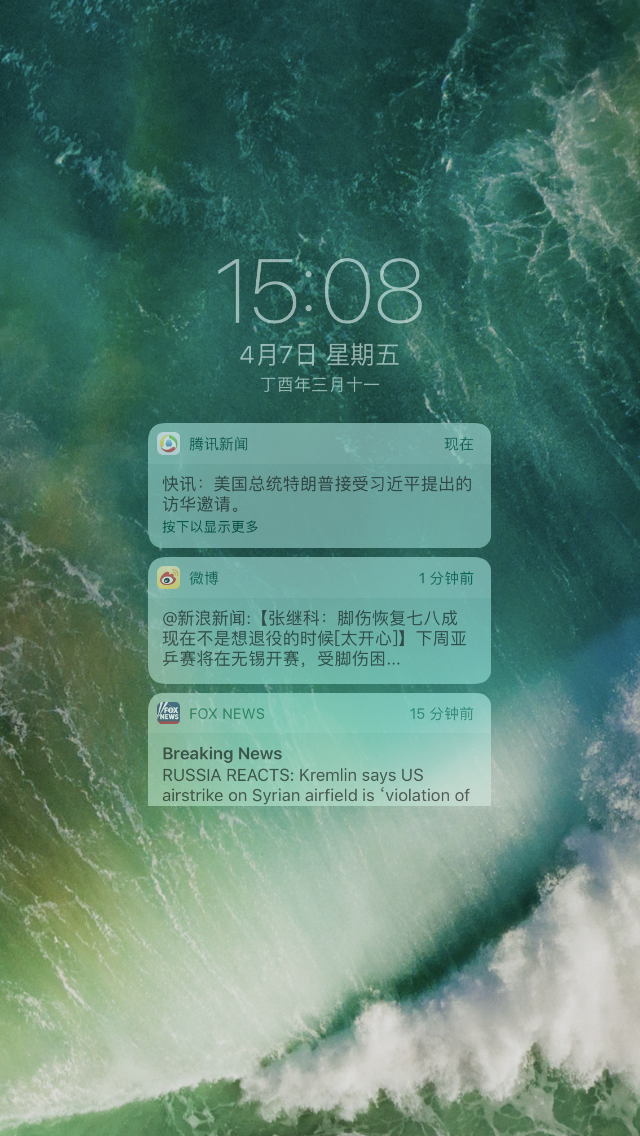 15:08
4月7日 星期五
丁酉年三月十一
腾讯新闻 现在
快讯：美国总统特朗普接受习近平提出的
访华邀请。
按下以显示更多
微博 1 分钟前
@新浪新闻:【张继科：脚伤恢复七八成
现在不是想退役的时候[太开心]】下周亚
乒赛将在无锡开赛，受脚伤困...
FOX NEWS
FOX NEWS 15 分钟前
Breaking News
RUSSIA REACTS: Kremlin says US
airstrike on Syrian airfield is ‘violation of